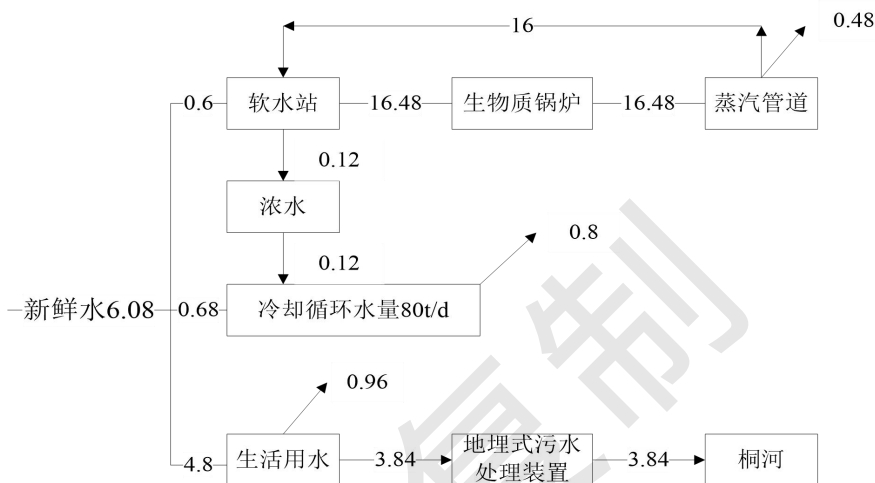 16
0.48
0.6
软水站
16.48
生物质锅炉
16.48
蒸汽管道
0.12
浓水
0.12
0.8
新鲜水6.08
0.68
冷却循环水量80t/d
0.96
4.8
生活用水
3.84
地埋式污水
处理装置
3.84
桐河
复制